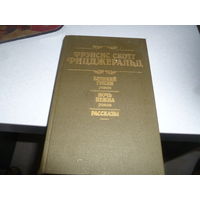 ФРЭНСИС СКОТТ
ФИЦДЖЕРАЛЬД
ВЕЛИКИЙ ГЭТСБИ
роман
НОЧЬ
НЕЖНА
роман
РАССКАЗЫ